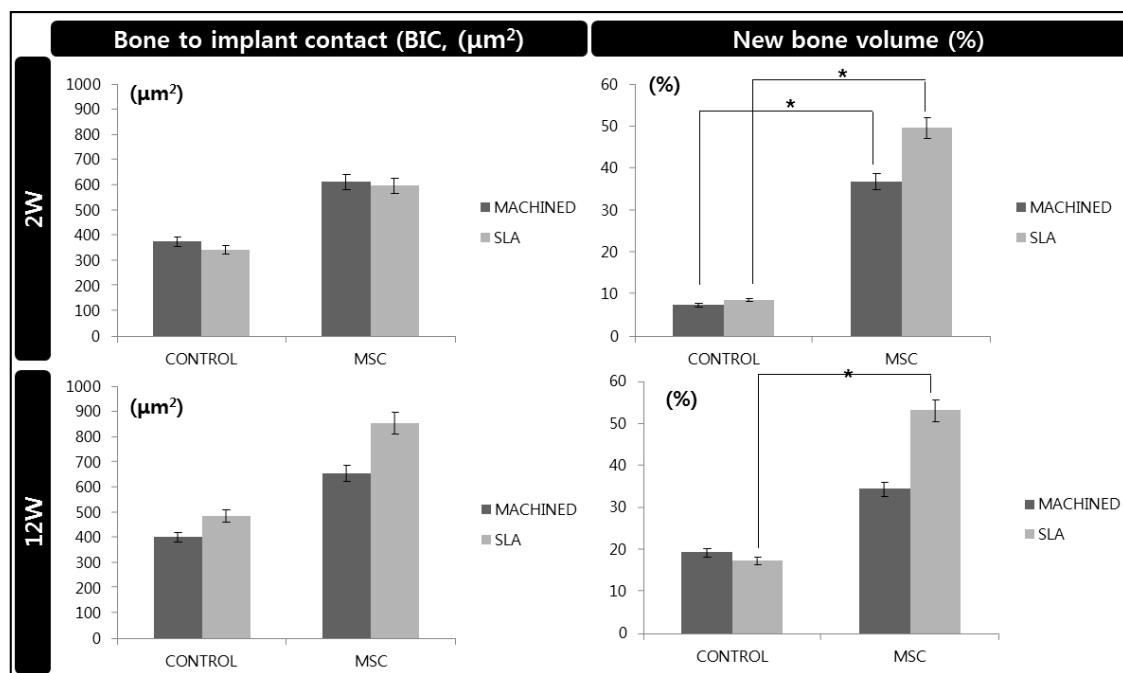 Bone to implant contact (BIC, (μm²)
New bone volume (%)
2W
(μm²)
1000
900
800
700
600
500
400
300
200
100
0
CONTROL MSC
MACHINED
SLA
(%)
60
50
40
30
20
10
0
* 
*
CONTROL MSC
MACHINED
SLA
12W
(μm²)
1000
900
800
700
600
500
400
300
200
100
0
CONTROL MSC
MACHINED
SLA
(%)
60
50
40
30
20
10
0
*
CONTROL MSC
MACHINED
SLA